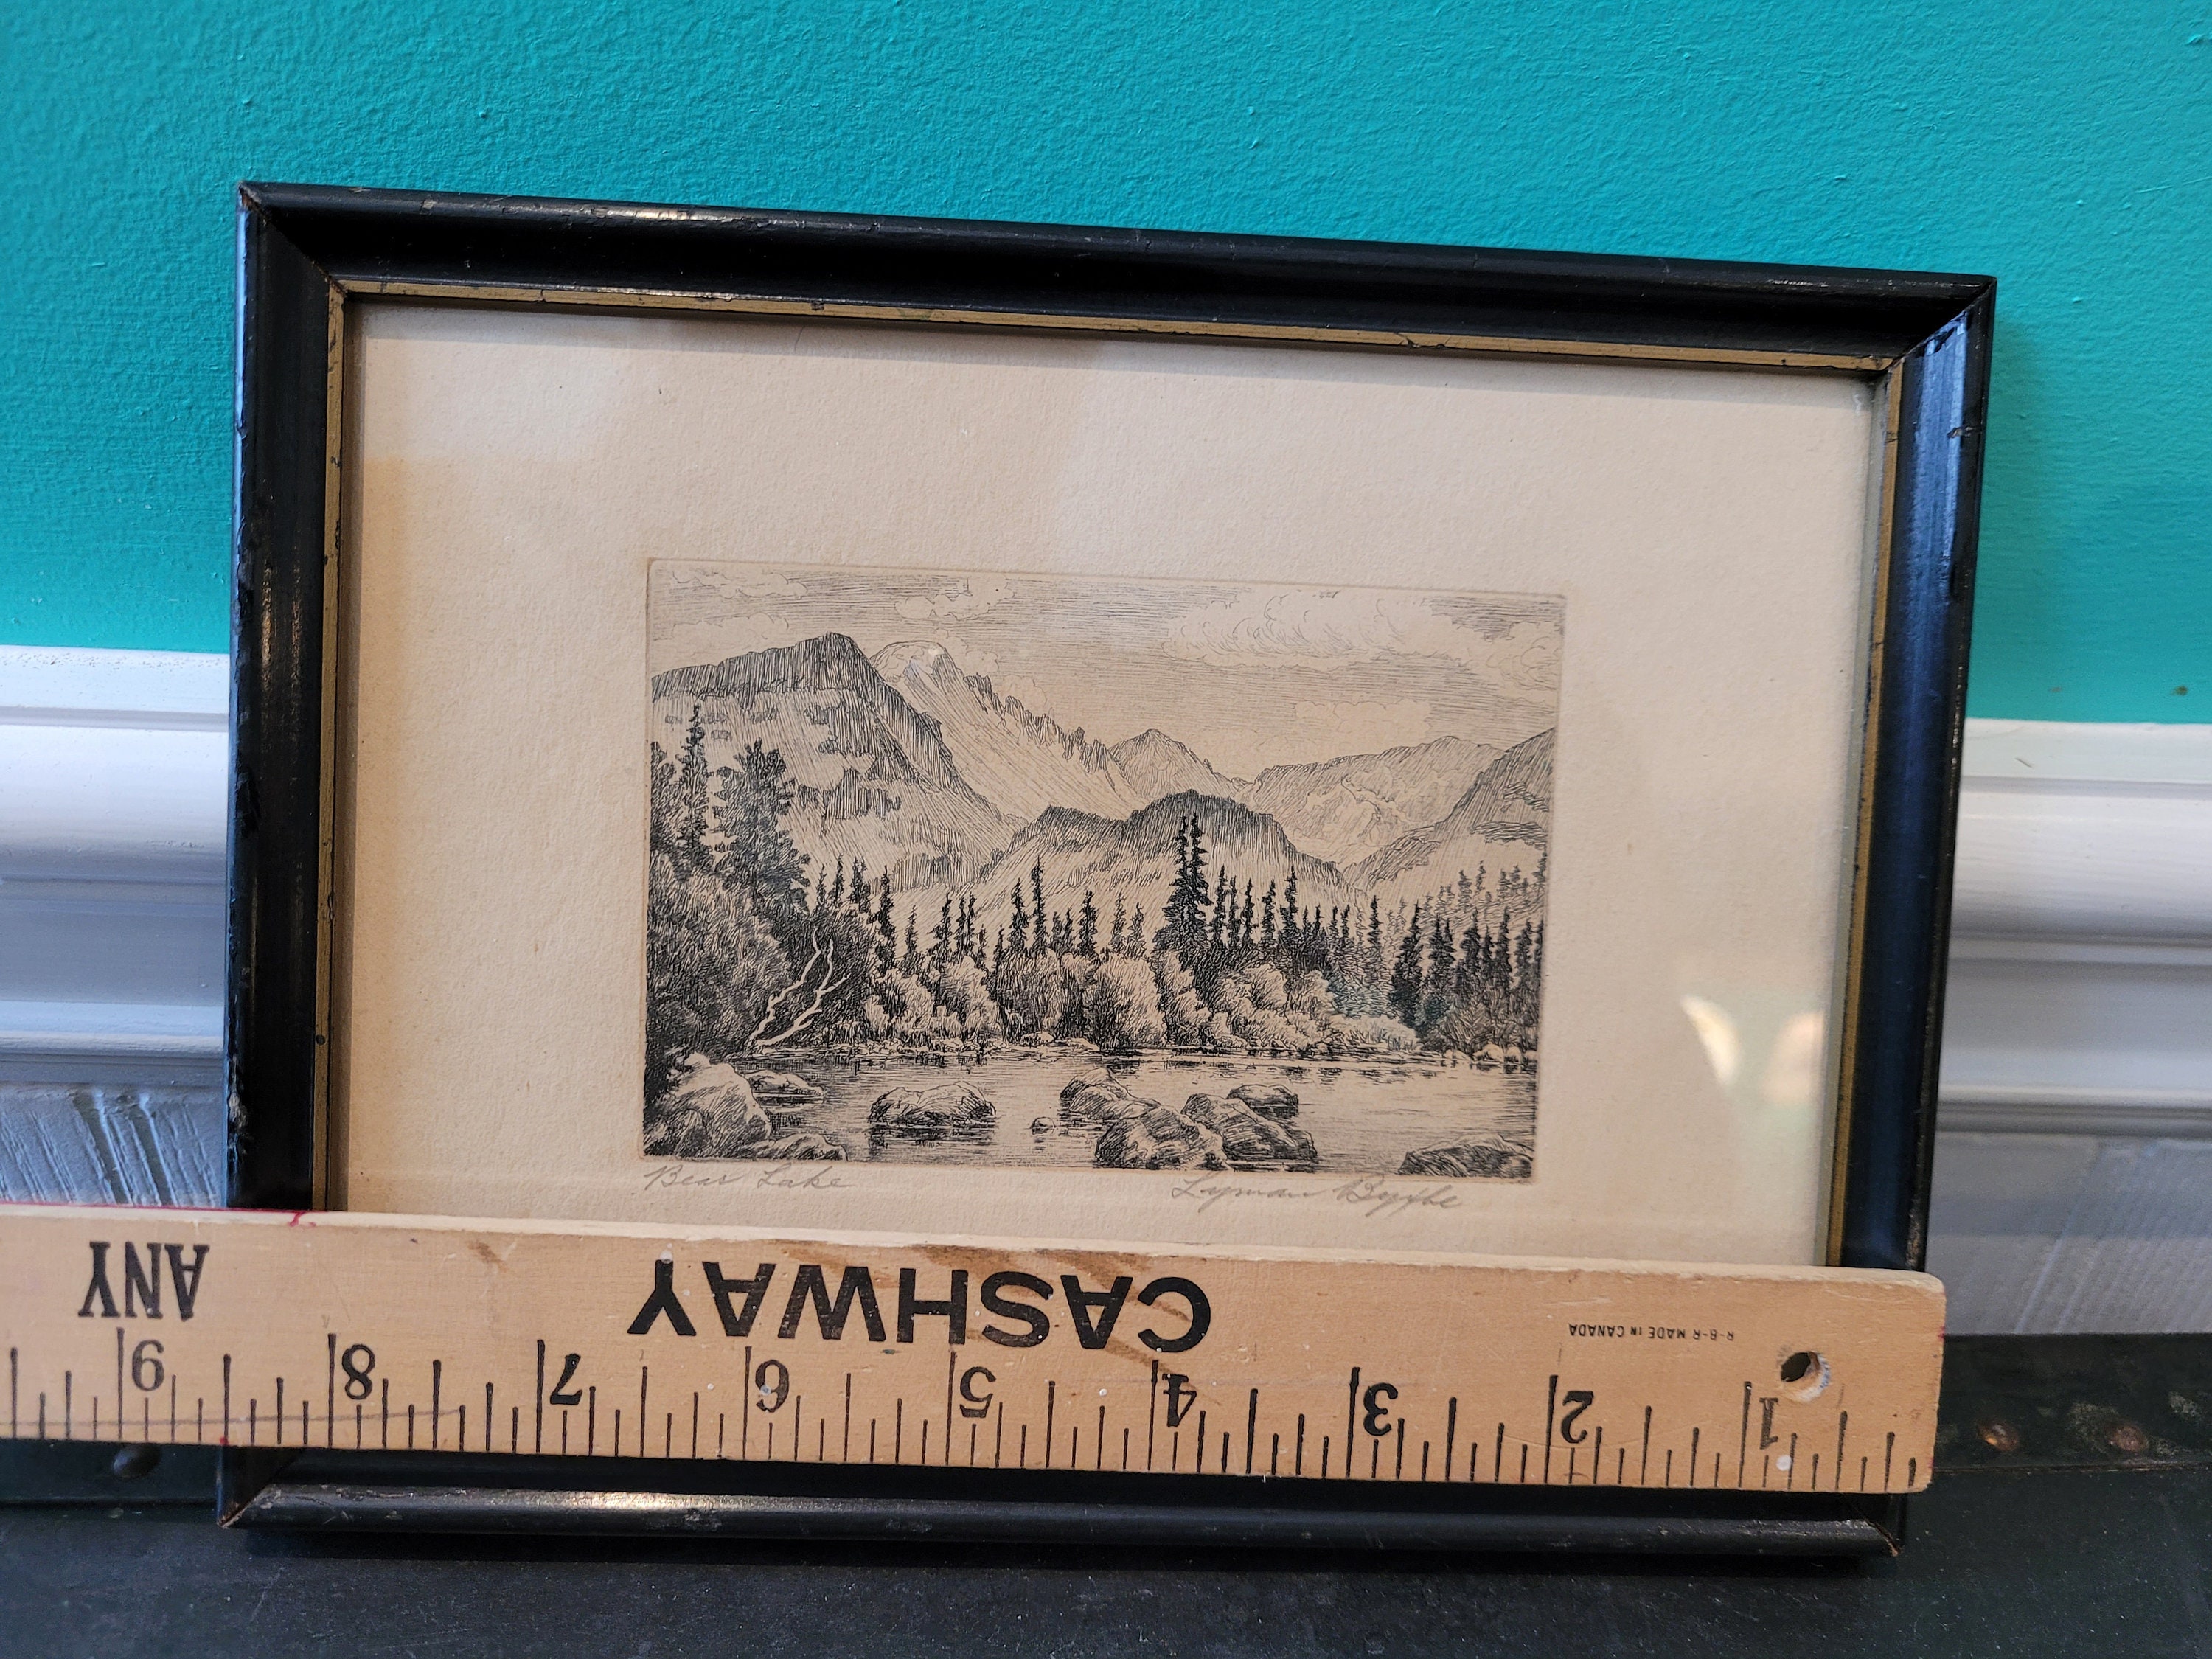 Bear Lake
Lyman Byxbe
ANY
CASHWAY
R-B-R MADE IN CANADA
9 8 7 6 5 4 3 2 1